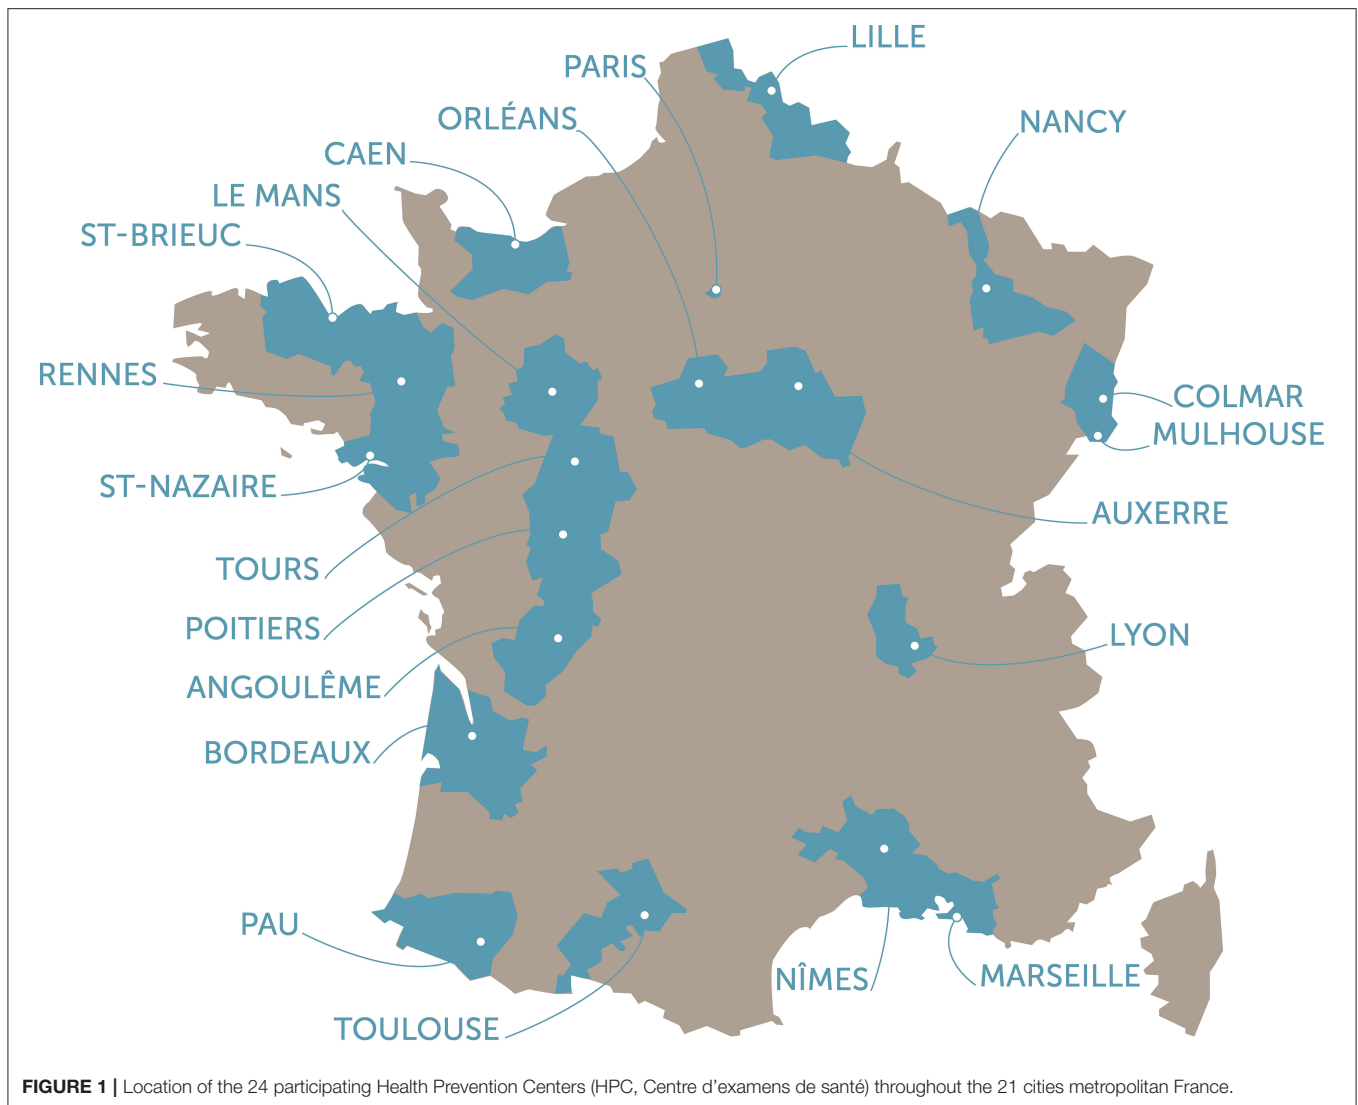 LILLE
PARIS
ORLÉANS
NANCY
CAEN
LE MANS
ST-BRIEUC
RENNES
COLMAR
MULHOUSE
ST-NAZAIRE
AUXERRE
TOURS
POITIERS
LYON
ANGOULÊME
BORDEAUX
PAU
NÎMES
MARSEILLE
TOULOUSE
FIGURE 1 | Location of the 24 participating Health Prevention Centers (HPC, Centre d'examens de santé) throughout the 21 cities metropolitan France.